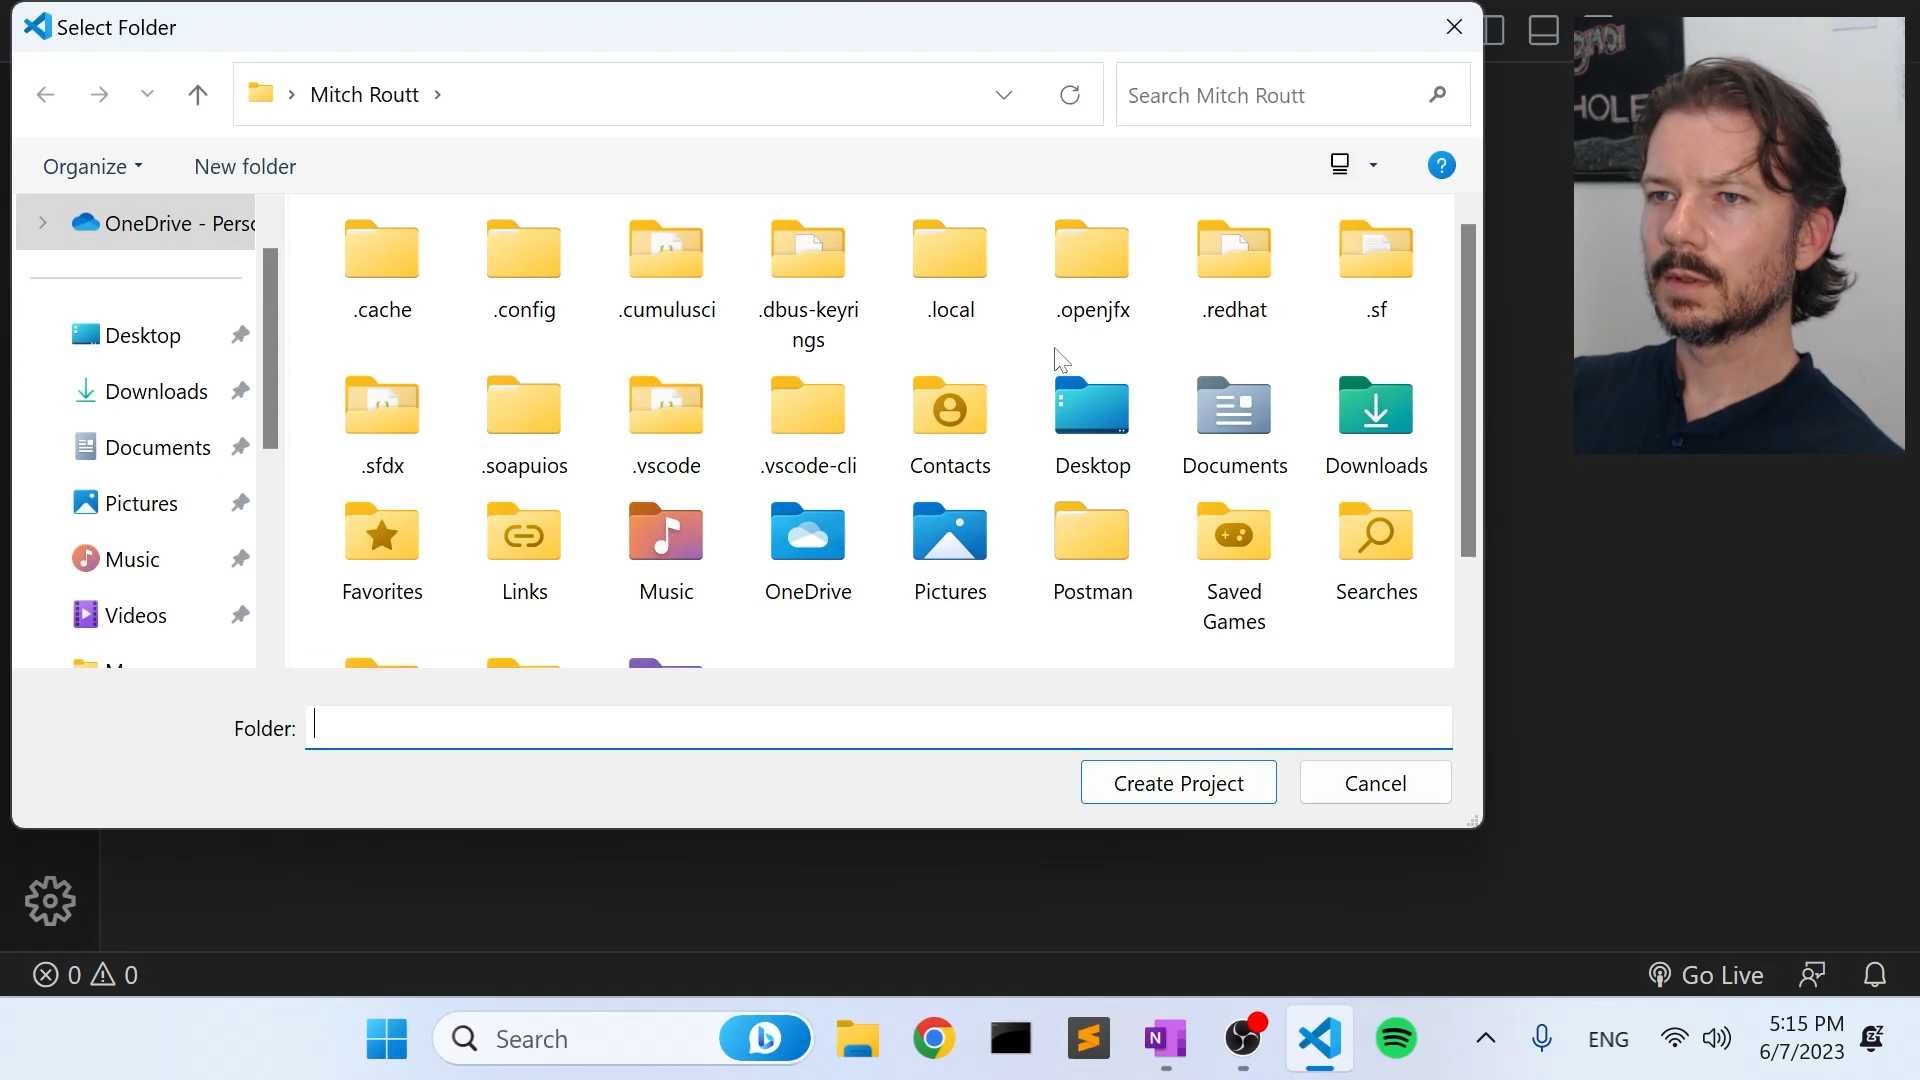 Select Folder
Mitch Routt
Search Mitch Routt
Organize
New folder
OneDrive - Perso
Desktop
Downloads
Documents
Pictures
Music
Videos
.cache
.config
.cumulusci
.dbus-keyri
ngs
.local
.openjfx
.redhat
.sf
.sfdx
.soapuios
.vscode
.vscode-cli
Contacts
Desktop
Documents
Downloads
Favorites
Links
Music
OneDrive
Pictures
Postman
Saved
Games
Searches
Folder:
Create Project
Cancel
HOLE
0
0
Go Live
Search
ENG
5:15 PM
6/7/2023